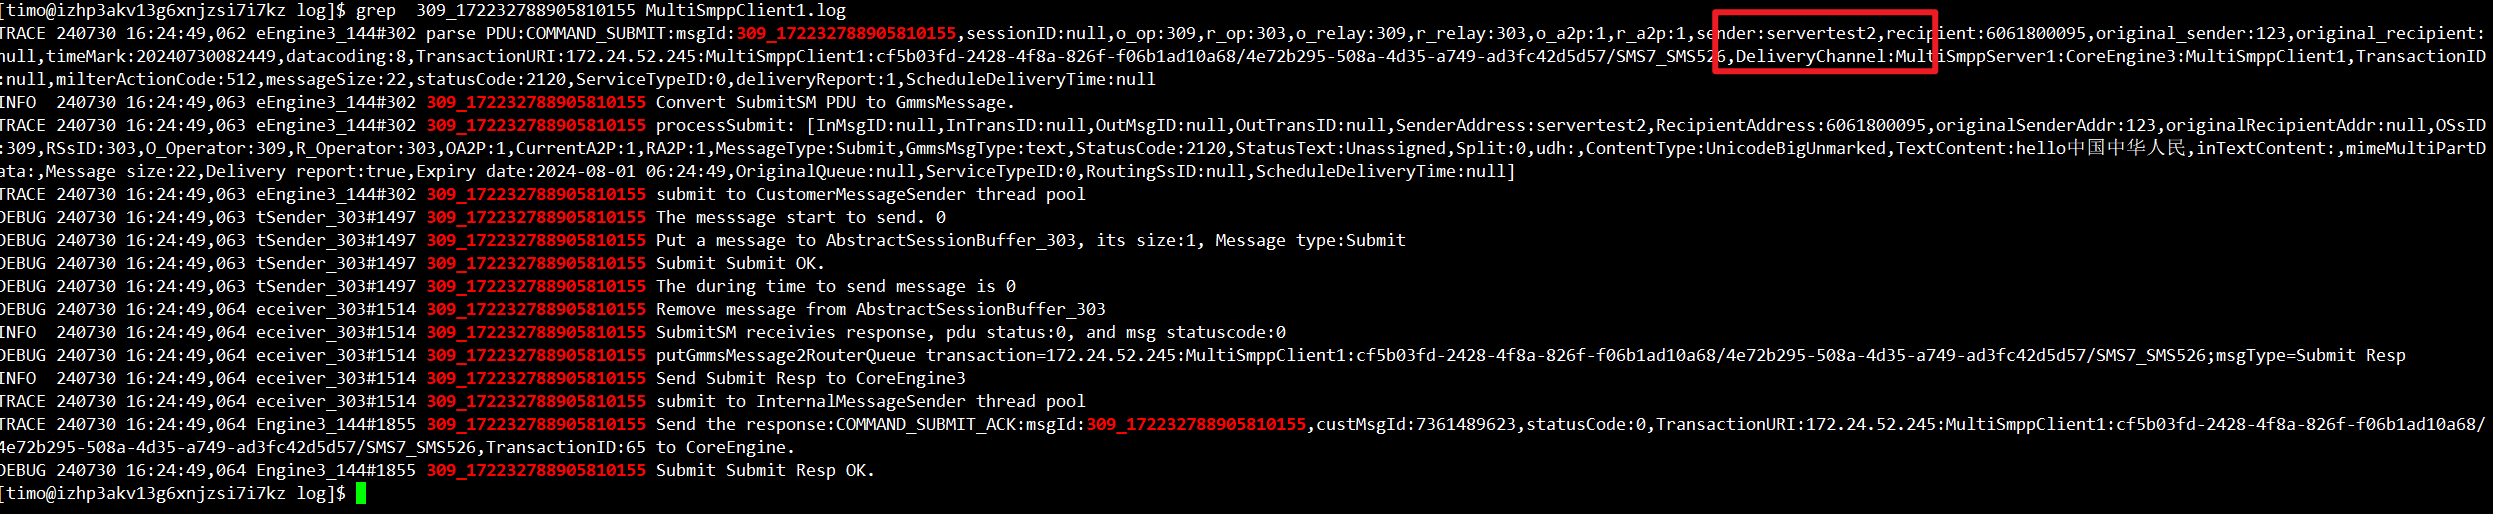 [timo@izhp3akv13g6xnjzsi7i7kz log]$ grep  309_172232788905810155 MultiSmppClient1.log
TRACE 240730 16:24:49,062 eEngine3_144#302 parse PDU:COMMAND_SUBMIT:msgId:309_172232788905810155,sessionID:null,o_op:309,r_op:303,o_relay:309,r_relay:303,o_a2p:1,r_a2p:1,sender:servertest2,recipient:6061800095,original_sender:123,original_recipient:
null,timeMark:20240730082449,datacoding:8,TransactionURI:172.24.52.245:MultiSmppClient1:cf5b03fd-2428-4f8a-826f-f06b1ad10a68/4e72b295-508a-4d35-a749-ad3fc42d5d57/SMS7_SMS526,DeliveryChannel:MultiSmppServer1:CoreEngine3:MultiSmppClient1,TransactionID
:null,milterActionCode:512,messageSize:22,statusCode:2120,ServiceTypeID:0,deliveryReport:1,ScheduleDeliveryTime:null
INFO  240730 16:24:49,063 eEngine3_144#302 309_172232788905810155 Convert SubmitSM PDU to GmmsMessage.
TRACE 240730 16:24:49,063 eEngine3_144#302 309_172232788905810155 processSubmit: [InMsgID:null,InTransID:null,OutMsgID:null,OutTransID:null,SenderAddress:servertest2,RecipientAddress:6061800095,originalSenderAddr:123,originalRecipientAddr:null,OSsID
:309,RSsID:303,O_Operator:309,R_Operator:303,OA2P:1,CurrentA2P:1,RA2P:1,MessageType:Submit,GmmsMsgType:text,StatusCode:2120,StatusText:Unassigned,Split:0,udh:,ContentType:UnicodeBigUnmarked,TextContent:hello中国中华人民,inTextContent:,mimeMultiPartD
ata:,Message size:22,Delivery report:true,Expiry date:2024-08-01 06:24:49,OriginalQueue:null,ServiceTypeID:0,RoutingSsID:null,ScheduleDeliveryTime:null]
TRACE 240730 16:24:49,063 eEngine3_144#302 309_172232788905810155 submit to CustomerMessageSender thread pool
DEBUG 240730 16:24:49,063 tSender_303#1497 309_172232788905810155 The messsage start to send. 0
DEBUG 240730 16:24:49,063 tSender_303#1497 309_172232788905810155 Put a message to AbstractSessionBuffer_303, its size:1, Message type:Submit
DEBUG 240730 16:24:49,063 tSender_303#1497 309_172232788905810155 Submit Submit OK.
DEBUG 240730 16:24:49,063 tSender_303#1497 309_172232788905810155 The during time to send message is 0
DEBUG 240730 16:24:49,064 eceiver_303#1514 309_172232788905810155 Remove message from AbstractSessionBuffer_303
INFO  240730 16:24:49,064 eceiver_303#1514 309_172232788905810155 SubmitSM receivies response, pdu status:0, and msg statuscode:0
DEBUG 240730 16:24:49,064 eceiver_303#1514 309_172232788905810155 putGmmsMessage2RouterQueue transaction=172.24.52.245:MultiSmppClient1:cf5b03fd-2428-4f8a-826f-f06b1ad10a68/4e72b295-508a-4d35-a749-ad3fc42d5d57/SMS7_SMS526;msgType=Submit Resp
INFO  240730 16:24:49,064 eceiver_303#1514 309_172232788905810155 Send Submit Resp to CoreEngine3
TRACE 240730 16:24:49,064 eceiver_303#1514 309_172232788905810155 submit to InternalMessageSender thread pool
TRACE 240730 16:24:49,064 Engine3_144#1855 309_172232788905810155 Send the response:COMMAND_SUBMIT_ACK:msgId:309_172232788905810155,custMsgId:7361489623,statusCode:0,TransactionURI:172.24.52.245:MultiSmppClient1:cf5b03fd-2428-4f8a-826f-f06b1ad10a68/
4e72b295-508a-4d35-a749-ad3fc42d5d57/SMS7_SMS526,TransactionID:65 to CoreEngine.
DEBUG 240730 16:24:49,064 Engine3_144#1855 309_172232788905810155 Submit Submit Resp OK.
[timo@izhp3akv13g6xnjzsi7i7kz log]$